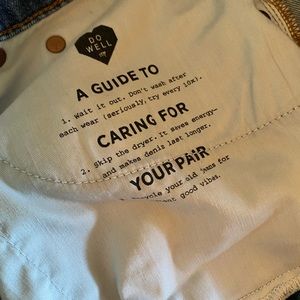 DO
WELL
A GUIDE TO
1. Wait it out. Don't wash after
each wear (seriously, try every 10x).
CARING FOR
2. Skip the dryer. It saves energy—
and makes denim last longer.
YOUR PAIR
cycle your old jeans for
good vibes.